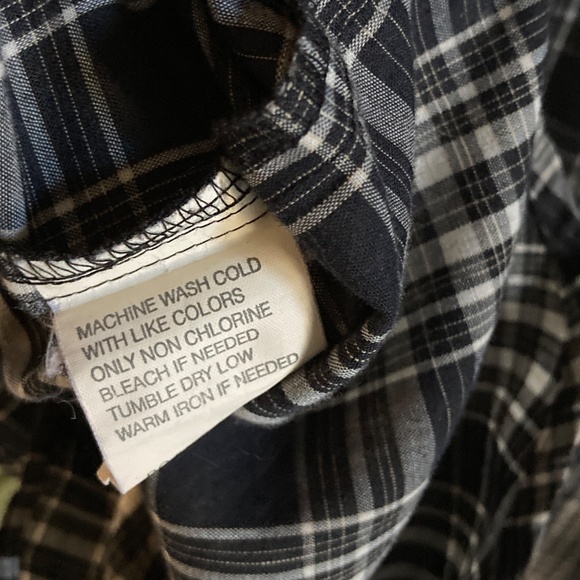 MACHINE WASH COLD
WITH LIKE COLORS
ONLY NON CHLORINE
BLEACH IF NEEDED
TUMBLE DRY LOW
WARM IRON IF NEEDED